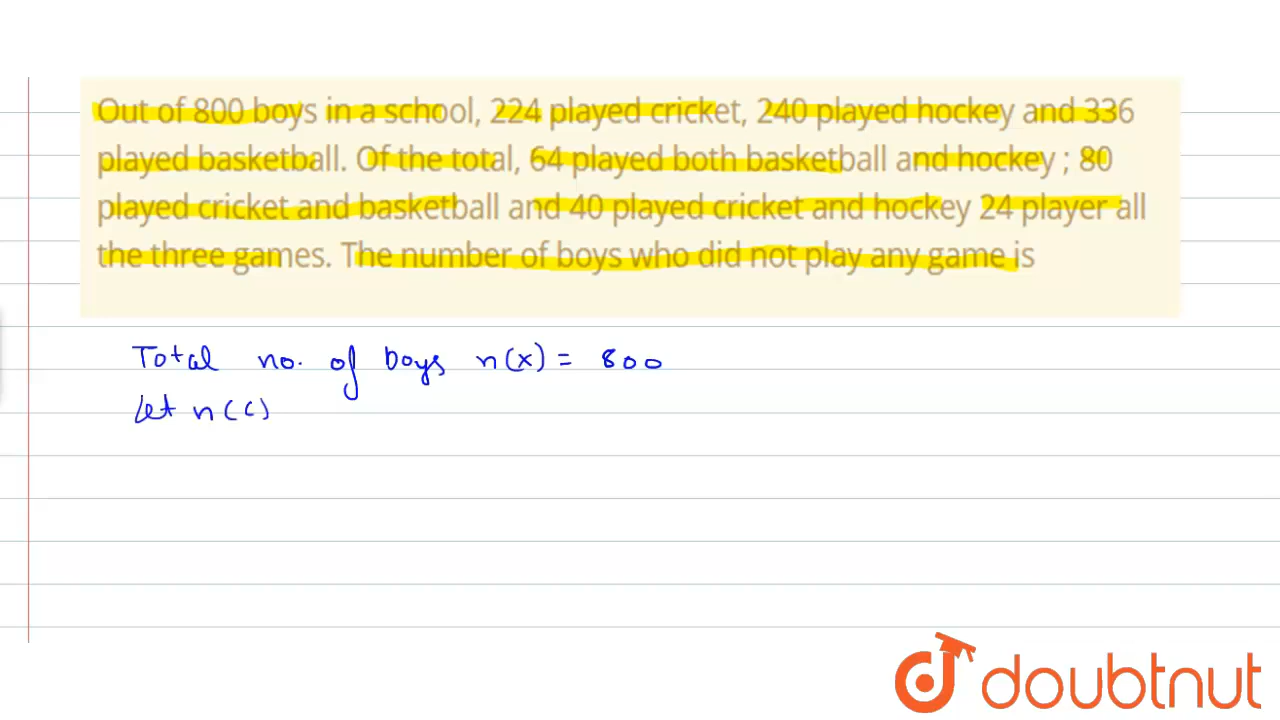 Out of 800 boys in a school, 224 played cricket, 240 played hockey and 336
played basketball. Of the total, 64 played both basketball and hockey ; 80
played cricket and basketball and 40 played cricket and hockey 24 player all
the three games. The number of boys who did not play any game is
Total no. of boys n(x) = 800
Let n(C)
doubtnut